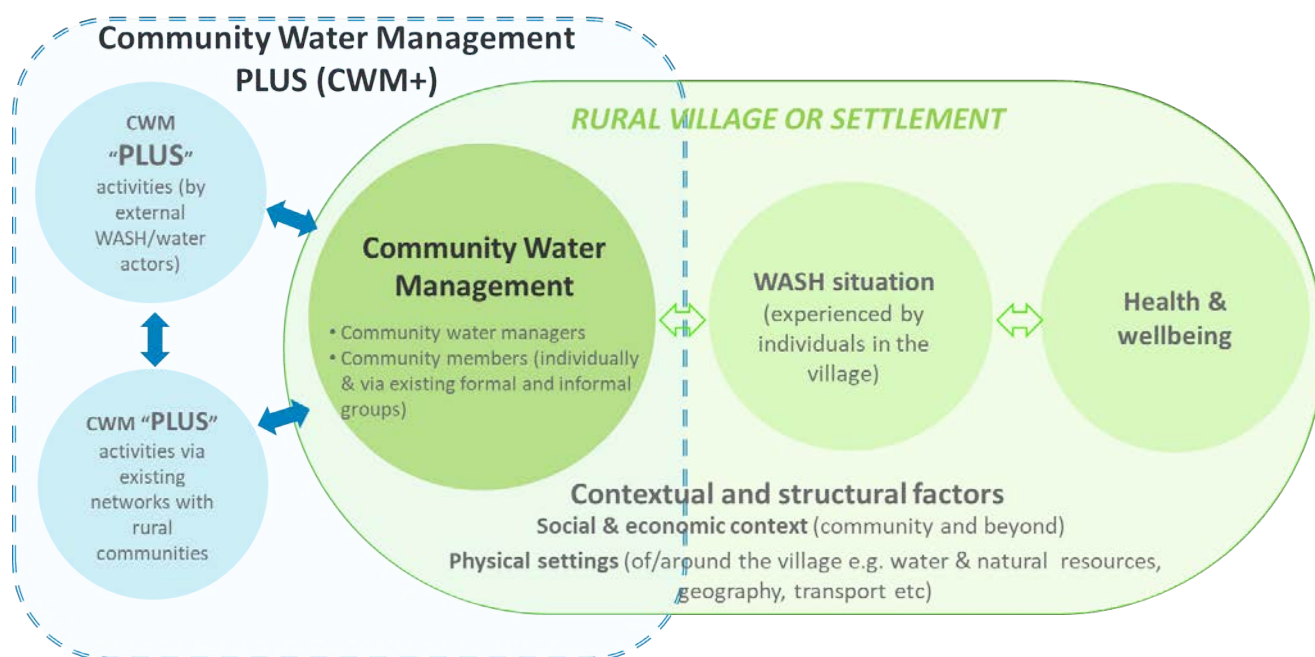 Community Water Management
PLUS (CWM+)
CWM
"PLUS"
activities (by
external
WASH/water
actors)
CWM "PLUS"
activities via
existing
networks with
rural
communities
RURAL VILLAGE OR SETTLEMENT
Community Water
Management
• Community water managers
• Community members (individually
& via existing formal and informal
groups)
WASH situation
(experienced by
individuals in the
village)
Health &
wellbeing
Contextual and structural factors
Social & economic context (community and beyond)
Physical settings (of/around the village e.g. water & natural resources,
geography, transport etc)